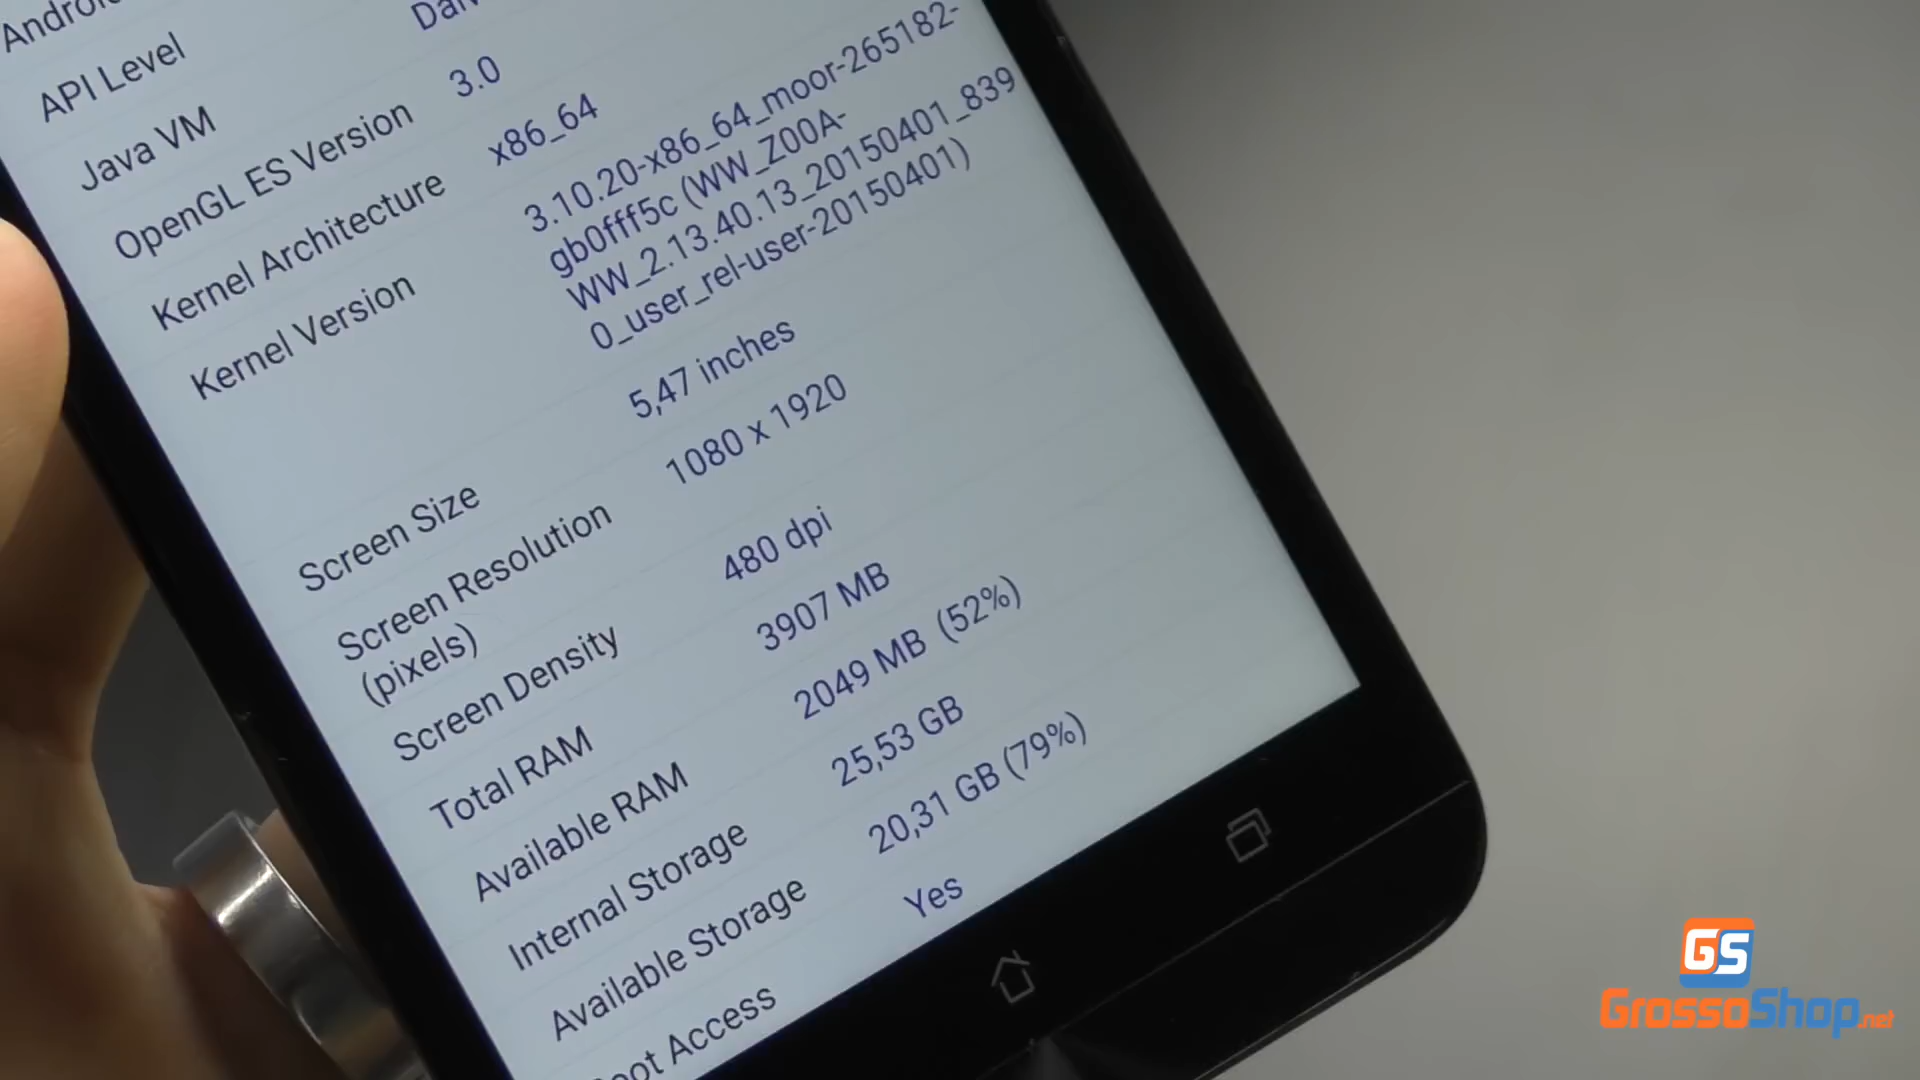 Android
API Level
Java VM
OpenGL ES Version 3.0
Kernel Architecture x86_64
Kernel Version 3.10.20-x86_64_moor-265182-
gb0fff5c (WW_Z00A-
WW_2.13.40.13_20150401_839
0_user_rel-user-20150401)
Screen Size 5,47 inches
Screen Resolution 1080 x 1920
(pixels)
Screen Density 480 dpi
Total RAM 3907 MB
Available RAM 2049 MB (52%)
Internal Storage 25,53 GB
Available Storage 20,31 GB (79%)
oot Access Yes
GS
GrossoShop.net